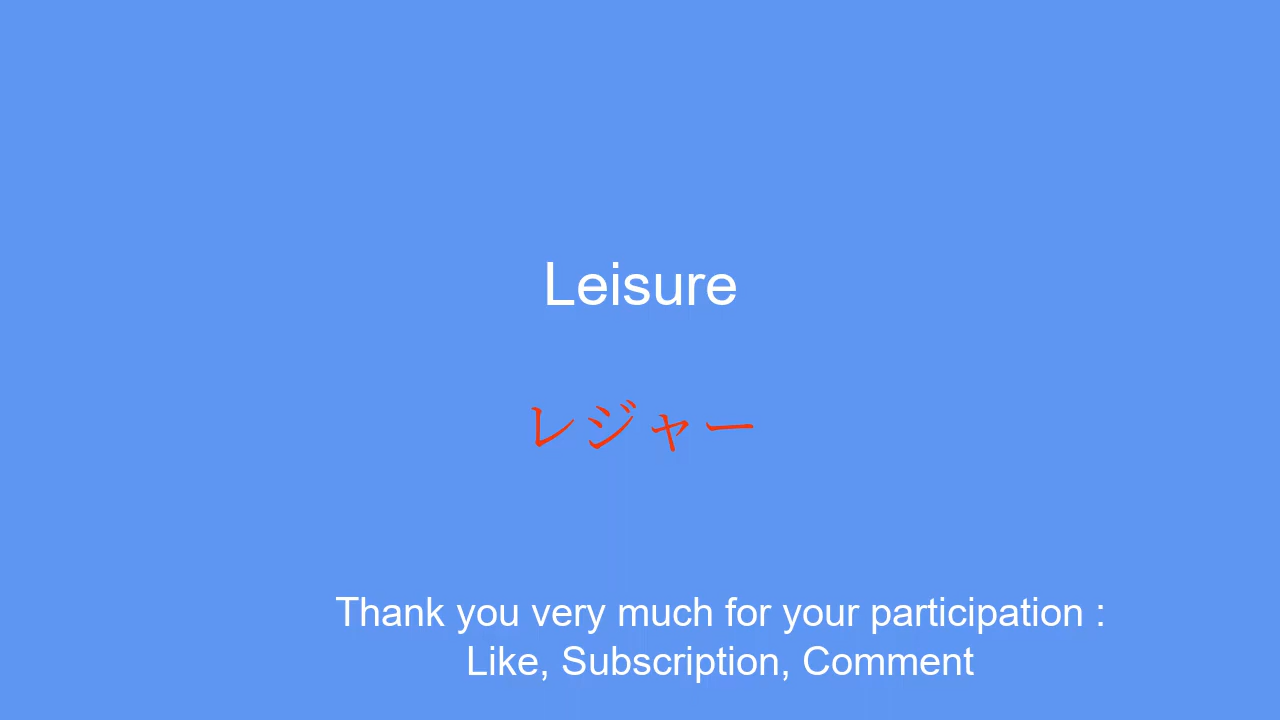 Leisure
レジャー
Thank you very much for your participation :
Like, Subscription, Comment